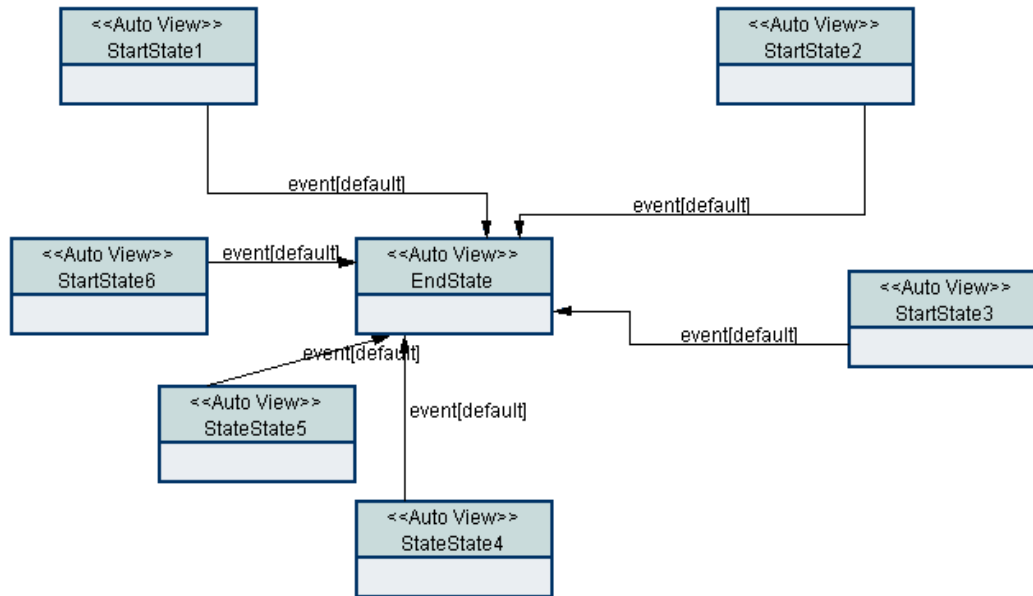 <<Auto View>>
StartState1
<<Auto View>>
StartState2
event[default]
event[default]
<<Auto View>>
StartState6
event[default]
<<Auto View>>
EndState
<<Auto View>>
StartState3
event[default]
event[default]
<<Auto View>>
StateState5
event[default]
<<Auto View>>
StateState4